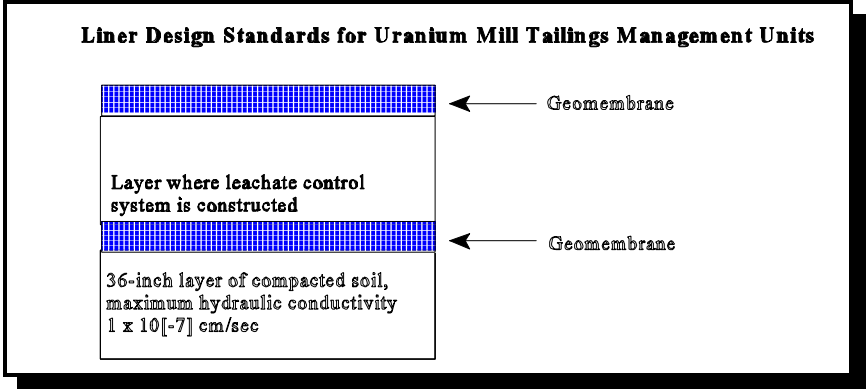 Liner Design Standards for Uranium Mill Tailings Management Units
Geomembrane
Layer where leachate control
system is constructed
Geomembrane
36-inch layer of compacted soil,
maximum hydraulic conductivity
1 x 10[-7] cm/sec